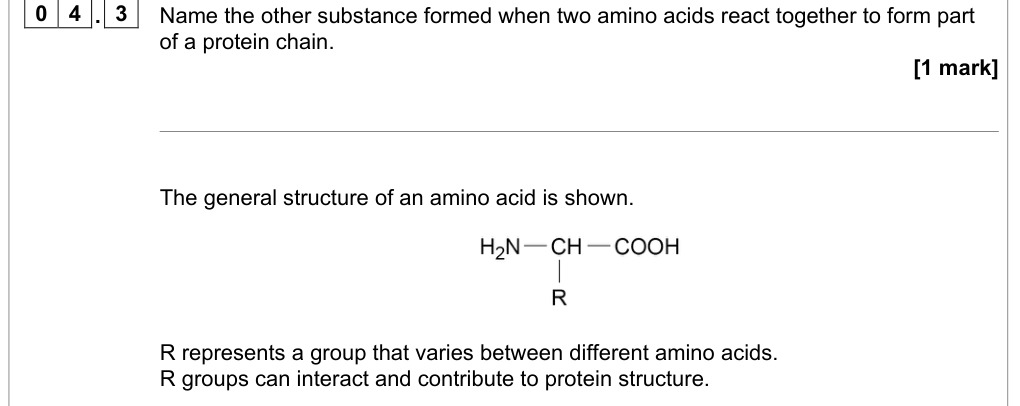 0 4 . 3 Name the other substance formed when two amino acids react together to form part
of a protein chain.
[1 mark]
The general structure of an amino acid is shown.
H₂N—CH—COOH
R
R represents a group that varies between different amino acids.
R groups can interact and contribute to protein structure.